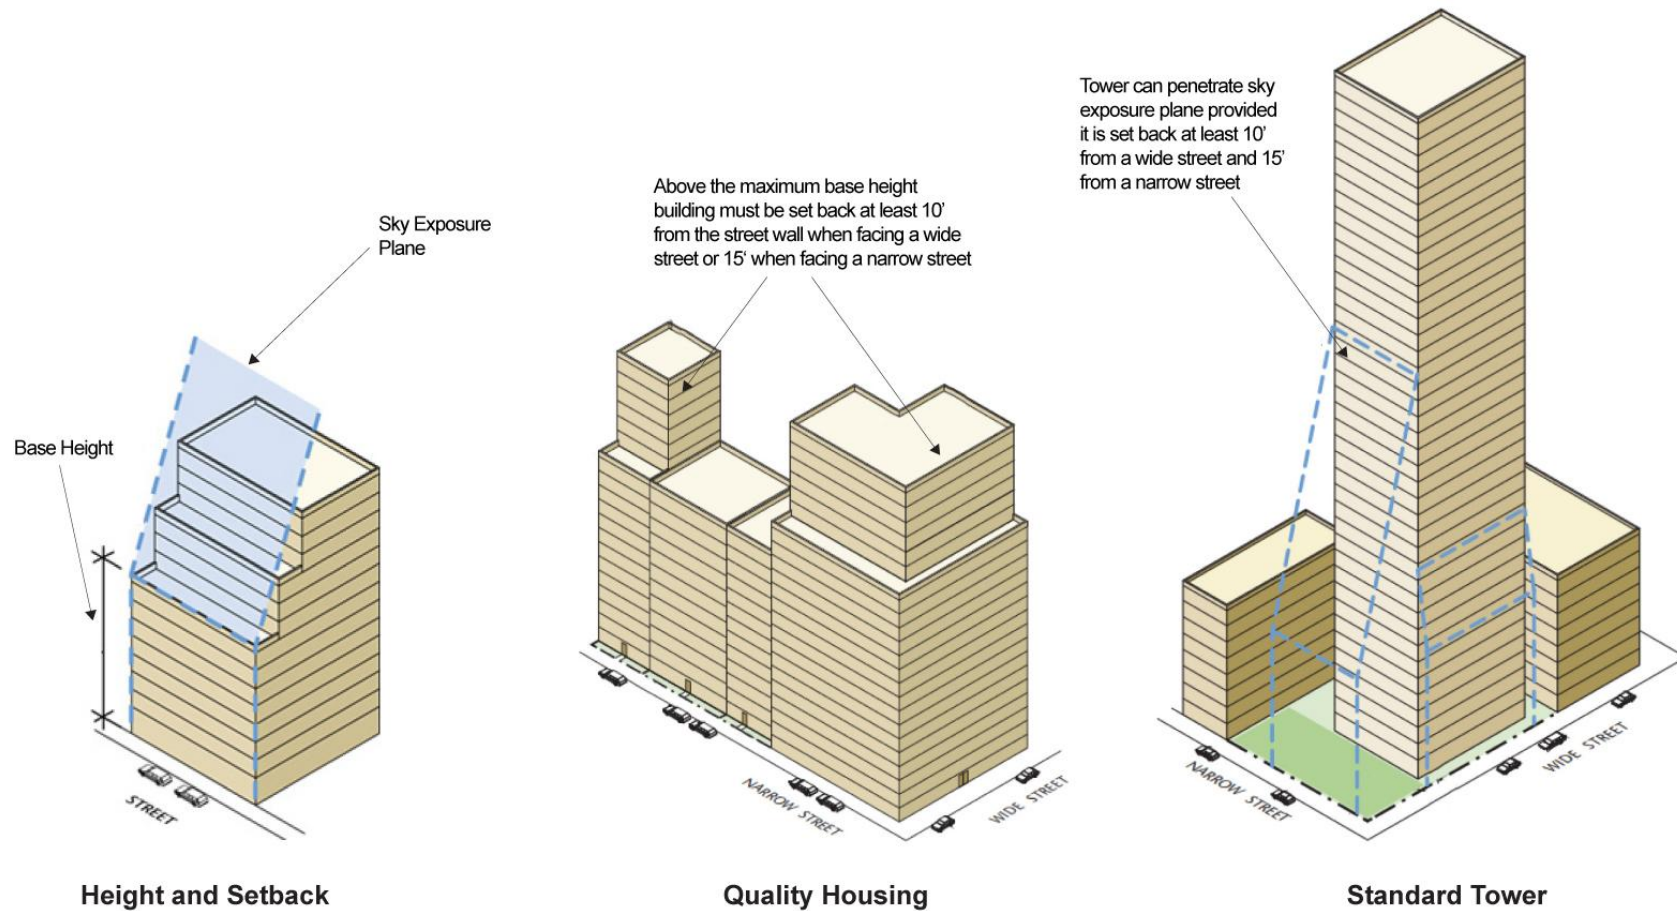 Sky Exposure
Plane
Base Height
STREET
Height and Setback
Above the maximum base height
building must be set back at least 10’
from the street wall when facing a wide
street or 15‘ when facing a narrow street
NARROW STREET
WIDE STREET
Quality Housing
Tower can penetrate sky
exposure plane provided
it is set back at least 10’
from a wide street and 15’
from a narrow street
NARROW STREET
WIDE STREET
Standard Tower